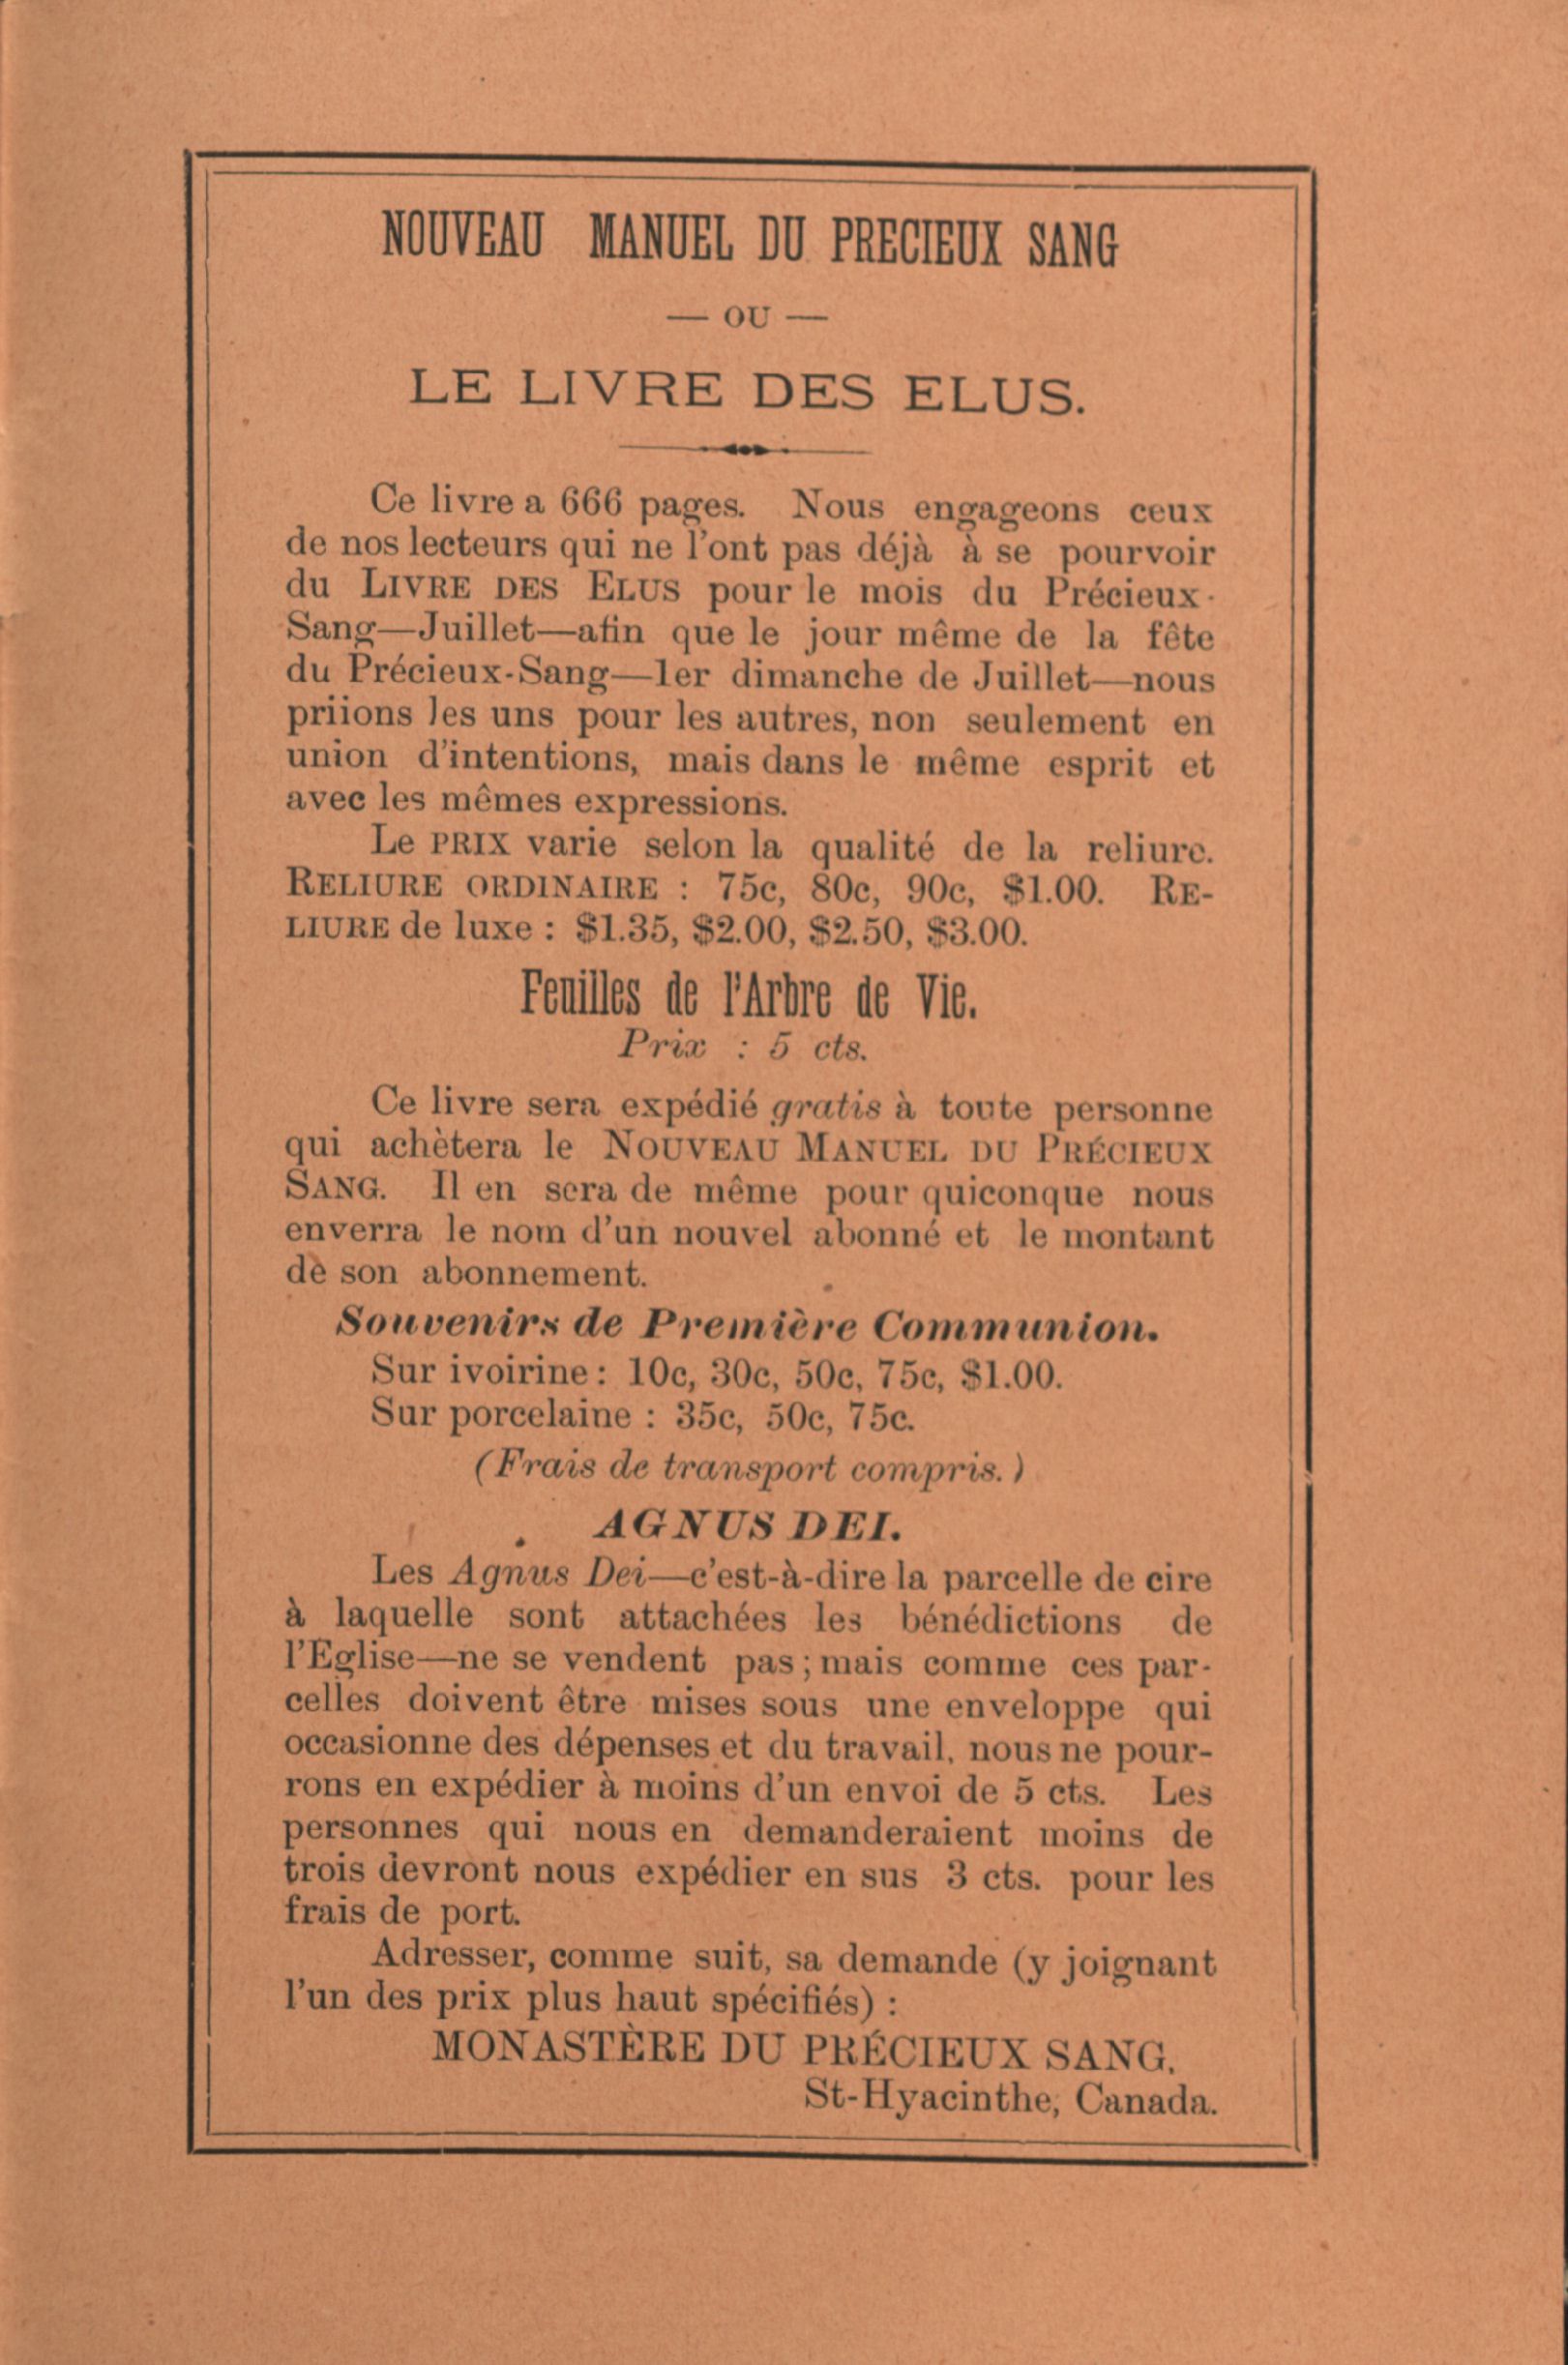 NOUVEAU MANUEL DU PRECIEUX SANG
— OU —
LE LIVRE DES ELUS.
Ce livre a 666 pages. Nous engageons ceux
de nos lecteurs qui ne l'ont pas déjà à se pourvoir
du LIVRE DES ELUS pour le mois du Précieux-
Sang—Juillet—afin que le jour même de la fête
du Précieux-Sang—1er dimanche de Juillet—nous
priions les uns pour les autres, non seulement en
union d'intentions, mais dans le même esprit et
avec les mêmes expressions.
Le PRIX varie selon la qualité de la reliure.
RELIURE ORDINAIRE : 75c, 80c, 90c, $1.00. RE-
LIURE de luxe : $1.35, $2.00, $2.50, $3.00.
Feuilles de l'Arbre de Vie.
Prix : 5 cts.
Ce livre sera expédié gratis à toute personne
qui achètera le NOUVEAU MANUEL DU PRÉCIEUX
SANG. Il en sera de même pour quiconque nous
enverra le nom d'un nouvel abonné et le montant
de son abonnement.
Souvenirs de Première Communion.
Sur ivoirine : 10c, 30c, 50c, 75c, $1.00.
Sur porcelaine : 35c, 50c, 75c.
(Frais de transport compris.)
AGNUS DEI.
Les Agnus Dei—c'est-à-dire la parcelle de cire
à laquelle sont attachées les bénédictions de
l'Eglise—ne se vendent pas ; mais comme ces par-
celles doivent être mises sous une enveloppe qui
occasionne des dépenses et du travail, nous ne pour-
rons en expédier à moins d'un envoi de 5 cts. Les
personnes qui nous en demanderaient moins de
trois devront nous expédier en sus 3 cts. pour les
frais de port.
Adresser, comme suit, sa demande (y joignant
l'un des prix plus haut spécifiés) :
MONASTÈRE DU PRÉCIEUX SANG,
St-Hyacinthe, Canada.